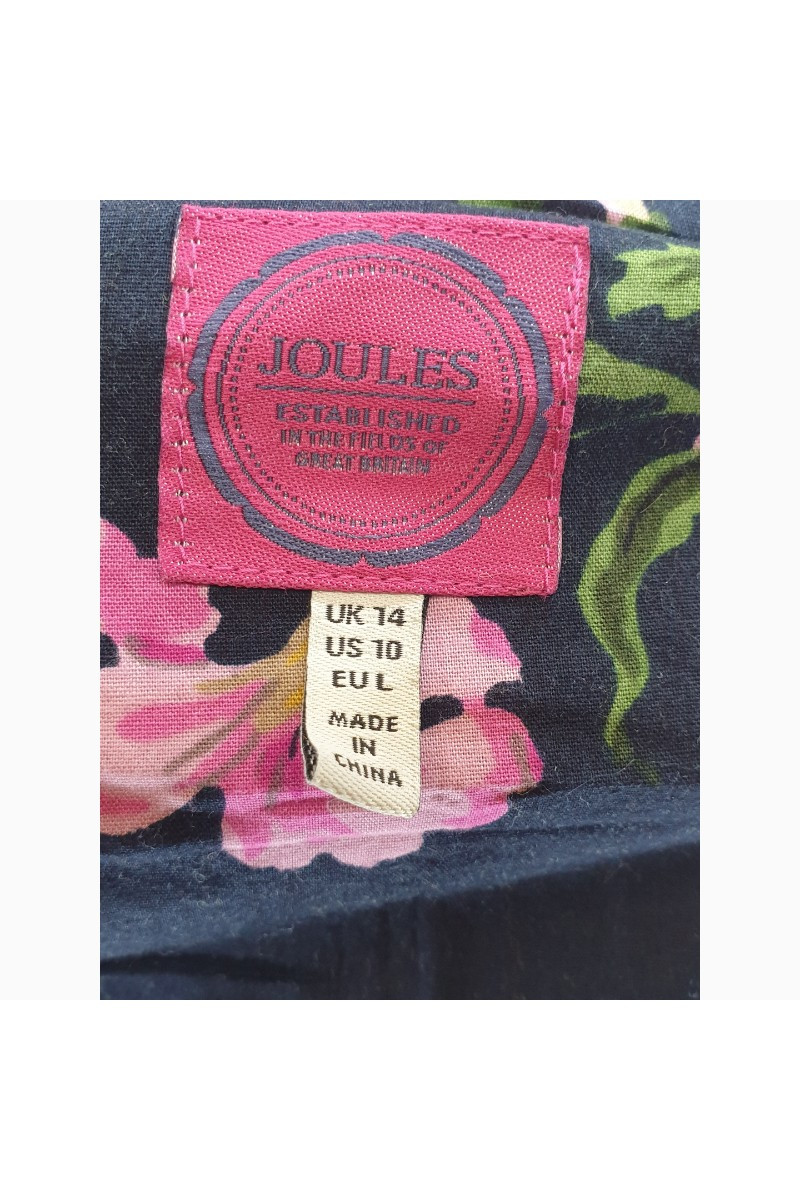 JOULES
ESTABLISHED
IN THE FIELDS OF
GREAT BRITAIN
UK 14
US 10
EU L
MADE
IN
CHINA